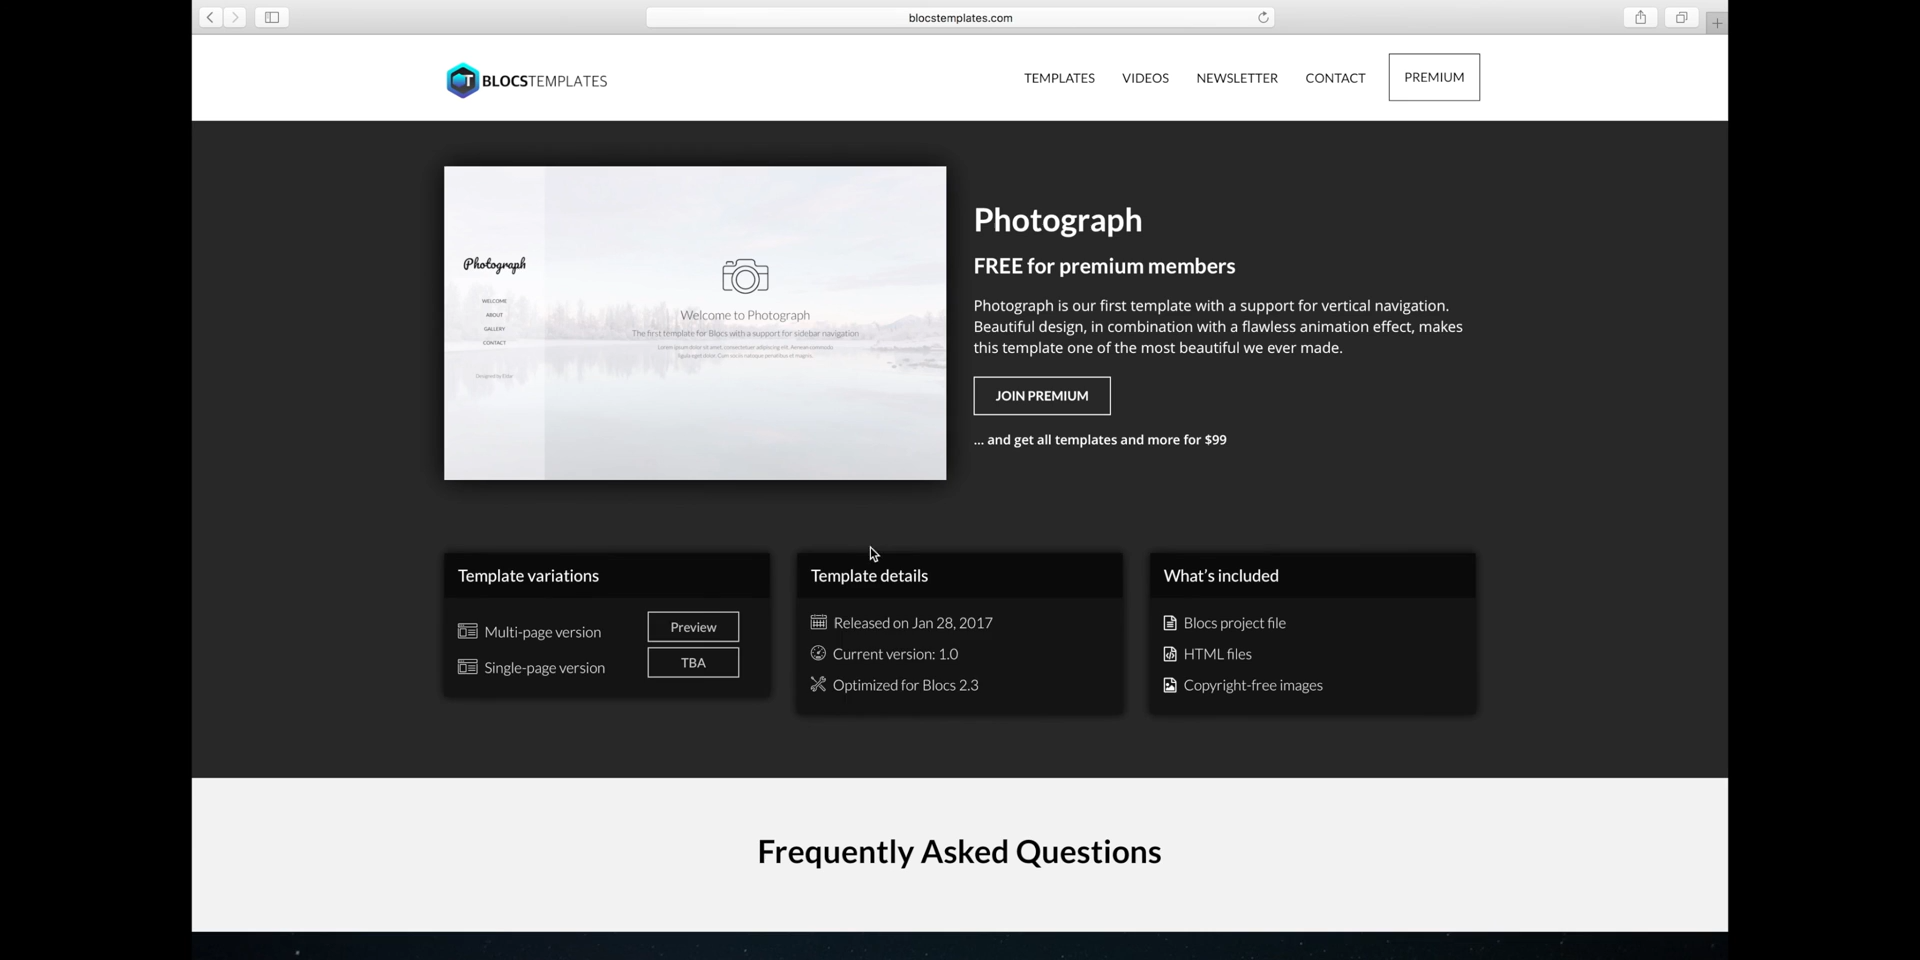 blocstemplates.com
BLOCSTEMPLATES
TEMPLATES
VIDEOS
NEWSLETTER
CONTACT
PREMIUM
Photograph
WELCOME
ABOUT
GALLERY
CONTACT
Welcome to Photograph
The first template for Blocs with a support for sidebar navigation
Photograph
FREE for premium members
Photograph is our first template with a support for vertical navigation.
Beautiful design, in combination with a flawless animation effect, makes
this template one of the most beautiful we ever made.
JOIN PREMIUM
... and get all templates and more for $99
Template variations
Multi-page version
Preview
Single-page version
TBA
Template details
Released on Jan 28, 2017
Current version: 1.0
Optimized for Blocs 2.3
What's included
Blocs project file
HTML files
Copyright-free images
Frequently Asked Questions